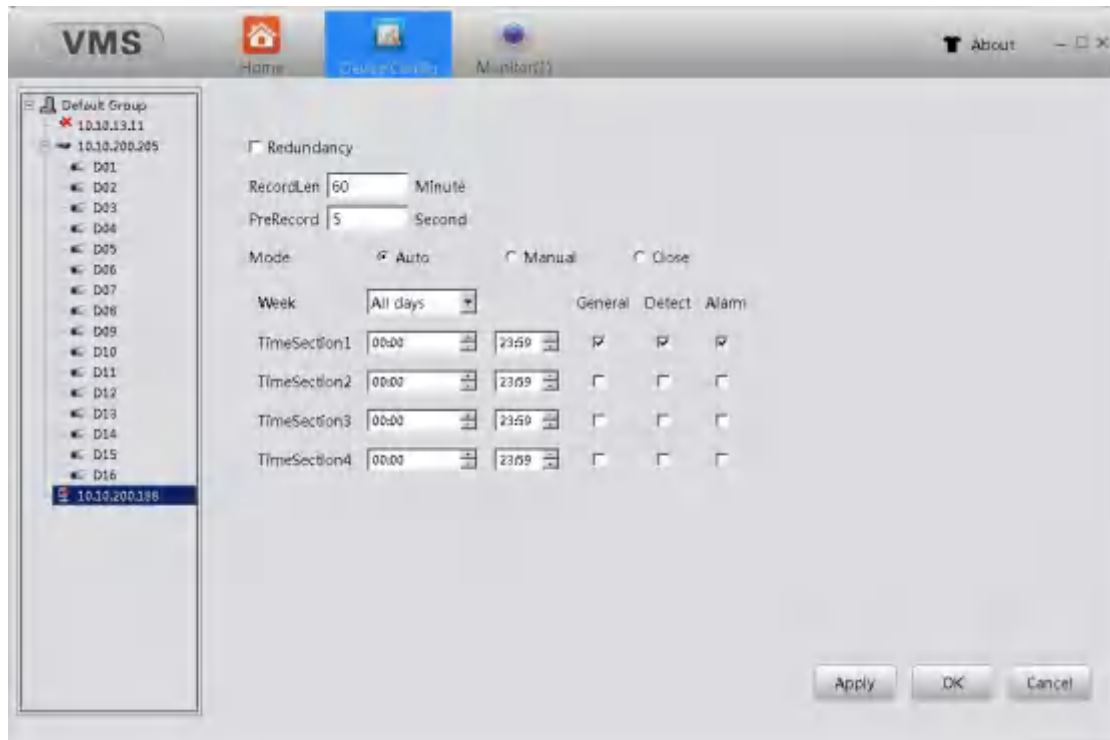 VMS
Home
DeviceConfig
Monitor(1)
About
Default Group
10.10.13.11
10.10.200.205
D01
D02
D03
D04
D05
D06
D07
D08
D09
D10
D11
D12
D13
D14
D15
D16
10.10.200.186
Redundancy
RecordLen 60 Minute
PreRecord 5 Second
Mode Auto Manual Close
Week All days General Detect Alarm
TimeSection1 00:00 23:59
TimeSection2 00:00 23:59
TimeSection3 00:00 23:59
TimeSection4 00:00 23:59
Apply OK Cancel